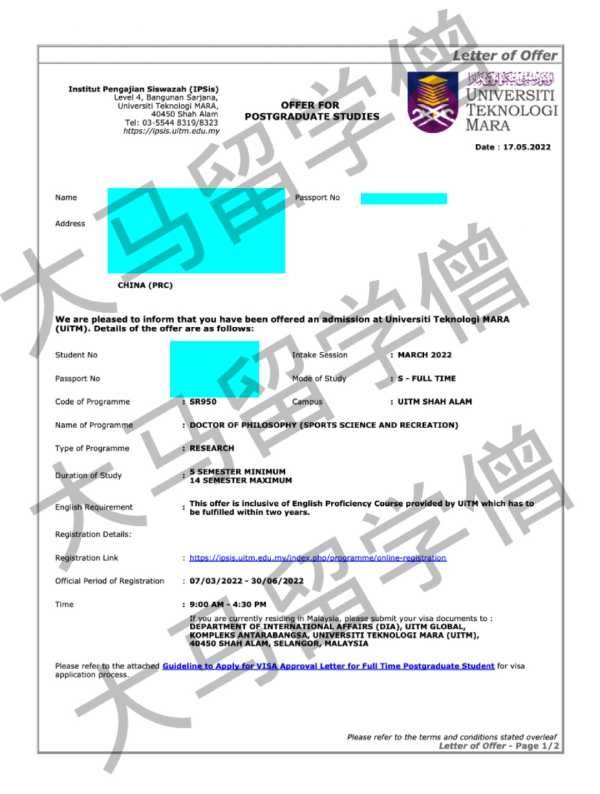 Letter of Offer
Institut Pengajian Siswazah (IPSis)
Level 4, Bangunan Sarjana,
Universiti Teknologi MARA,
40450 Shah Alam
Tel: 03-5544 8319/8323
https://ipsis.uitm.edu.my
OFFER FOR
POSTGRADUATE STUDIES
UNIVERSITI
TEKNOLOGI
MARA
Date : 17.05.2022
Name
Passport No
Address
CHINA (PRC)
We are pleased to inform that you have been offered an admission at Universiti Teknologi MARA
(UiTM). Details of the offer are as follows:
Student No
Intake Session : MARCH 2022
Passport No
Mode of Study : S - FULL TIME
Code of Programme : SR950
Campus : UITM SHAH ALAM
Name of Programme : DOCTOR OF PHILOSOPHY (SPORTS SCIENCE AND RECREATION)
Type of Programme : RESEARCH
Duration of Study : 5 SEMESTER MINIMUM
14 SEMESTER MAXIMUM
English Requirement : This offer is inclusive of English Proficiency Course provided by UiTM which has to
be fulfilled within two years.
Registration Details:
Registration Link : https://ipsis.uitm.edu.my/index.php/programme/online-registration
Official Period of Registration : 07/03/2022 - 30/06/2022
Time : 9:00 AM - 4:30 PM
If you are currently residing in Malaysia, please submit your visa documents to :
DEPARTMENT OF INTERNATIONAL AFFAIRS (DIA), UITM GLOBAL,
KOMPLEKS ANTARABANGSA, UNIVERSITI TEKNOLOGI MARA (UITM),
40450 SHAH ALAM, SELANGOR, MALAYSIA
Please refer to the attached Guideline to Apply for VISA Approval Letter for Full Time Postgraduate Student for visa
application process.
Please refer to the terms and conditions stated overleaf
Letter of Offer - Page 1/2
大马留学僧
大马留学僧
大马留学僧